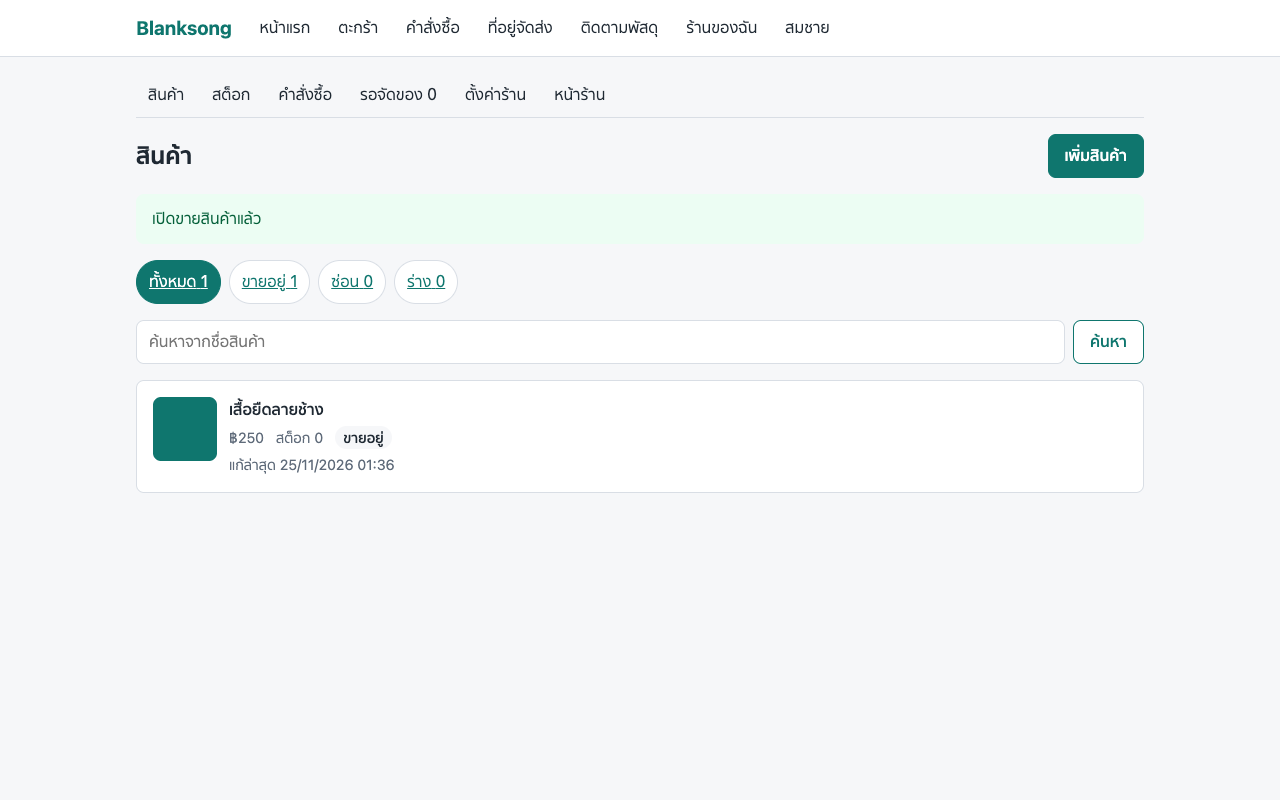 Blanksong หน้าแรก ตะกร้า คำสั่งซื้อ ที่อยู่จัดส่ง ติดตามพัสดุ ร้านของฉัน สมชาย
สินค้า สต็อก คำสั่งซื้อ รอจัดของ 0 ตั้งค่าร้าน หน้าร้าน
สินค้า เพิ่มสินค้า
เปิดขายสินค้าแล้ว
ทั้งหมด 1 ขายอยู่ 1 ซ่อน 0 ร่าง 0
ค้นหาจากชื่อสินค้า ค้นหา
เสื้อยืดลายช้าง
฿250 สต็อก 0 ขายอยู่
แก้ล่าสุด 25/11/2026 01:36